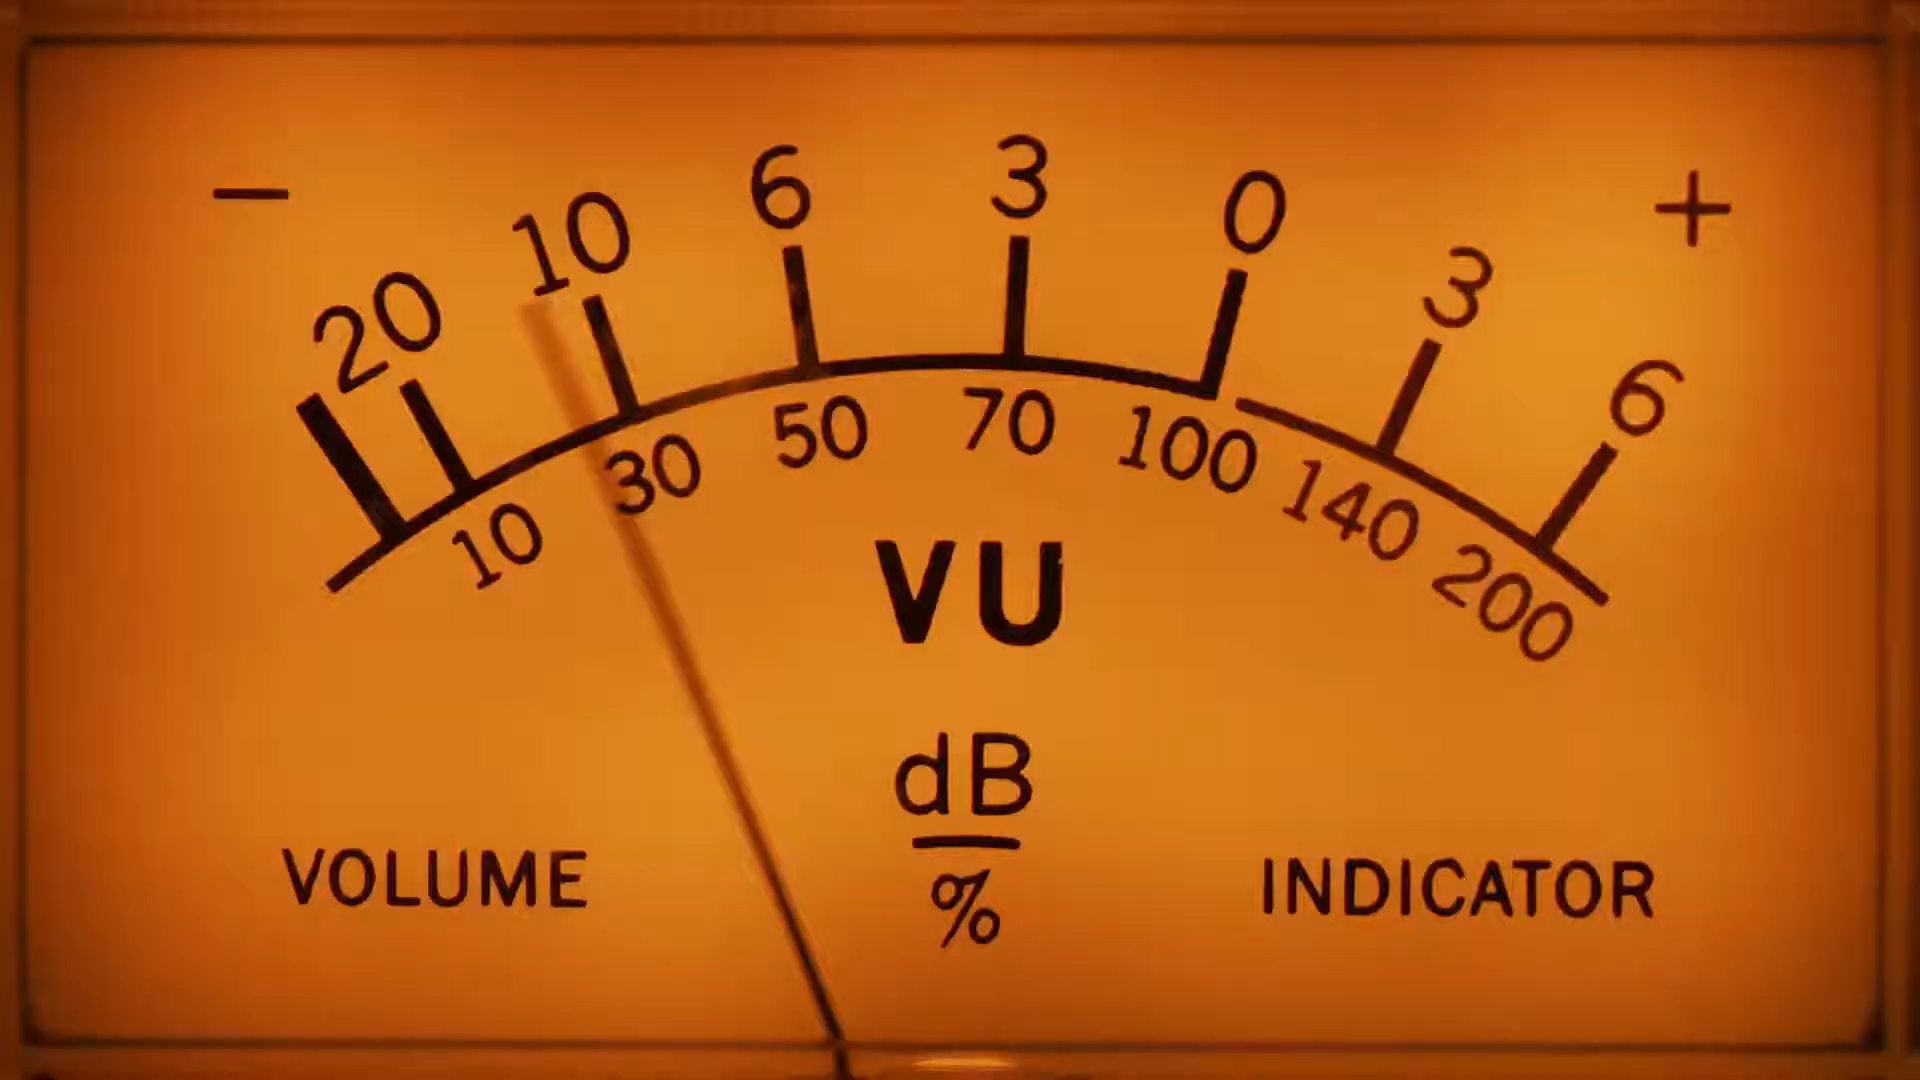 − 20 10 6 3 0 3 6 +
10 30 50 70 100 140 200
VU
dB
%
VOLUME INDICATOR